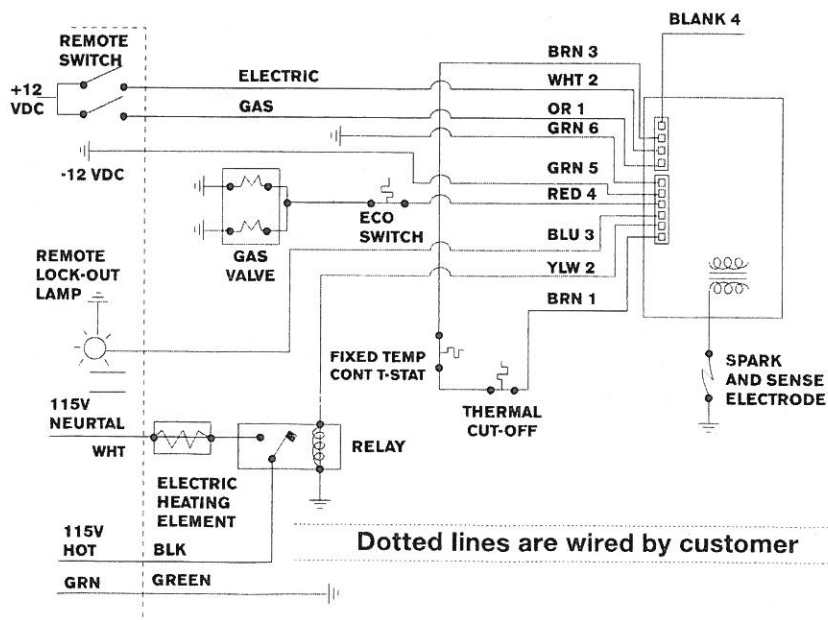 BLANK 4
REMOTE
SWITCH
+12
VDC
ELECTRIC
GAS
BRN 3
WHT 2
OR 1
GRN 6
-12 VDC
GRN 5
RED 4
ECO
SWITCH
BLU 3
GAS
VALVE
YLW 2
REMOTE
LOCK-OUT
LAMP
BRN 1
FIXED TEMP
CONT T-STAT
THERMAL
CUT-OFF
SPARK
AND SENSE
ELECTRODE
115V
NEURTAL
WHT
RELAY
ELECTRIC
HEATING
ELEMENT
115V
HOT
BLK
GRN
GREEN
Dotted lines are wired by customer